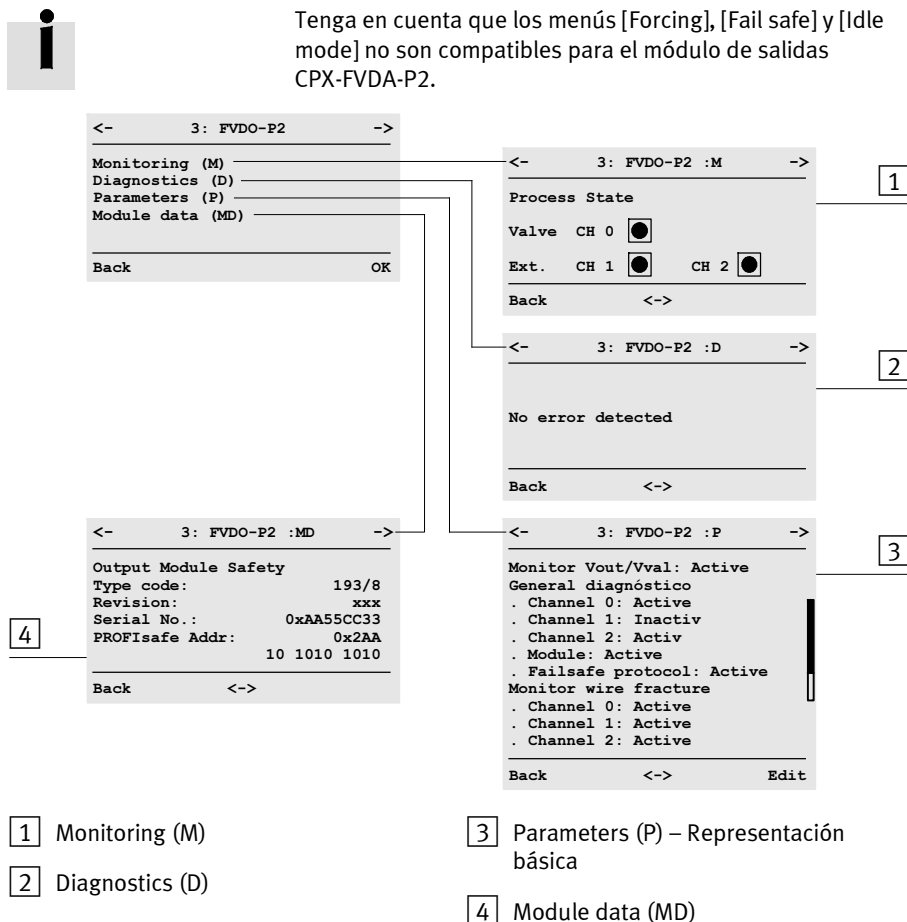 Tenga en cuenta que los menús [Forcing], [Fail safe] y [Idle
mode] no son compatibles para el módulo de salidas
CPX-FVDA-P2.
<- 3: FVDO-P2 ->
Monitoring (M)
Diagnostics (D)
Parameters (P)
Module data (MD)
Back OK
<- 3: FVDO-P2 :M ->
Process State
Valve CH 0
Ext. CH 1 CH 2
Back <->
1
<- 3: FVDO-P2 :D ->
No error detected
Back <->
2
<- 3: FVDO-P2 :MD ->
Output Module Safety
Type code: 193/8
Revision: xxx
Serial No.: 0xAA55CC33
PROFIsafe Addr: 0x2AA
10 1010 1010
Back <->
4
<- 3: FVDO-P2 :P ->
Monitor Vout/Vval: Active
General diagnóstico
. Channel 0: Active
. Channel 1: Inactiv
. Channel 2: Activ
. Module: Active
. Failsafe protocol: Active
Monitor wire fracture
. Channel 0: Active
. Channel 1: Active
. Channel 2: Active
Back <-> Edit
3
1 Monitoring (M)
2 Diagnostics (D)
3 Parameters (P) – Representación
básica
4 Module data (MD)